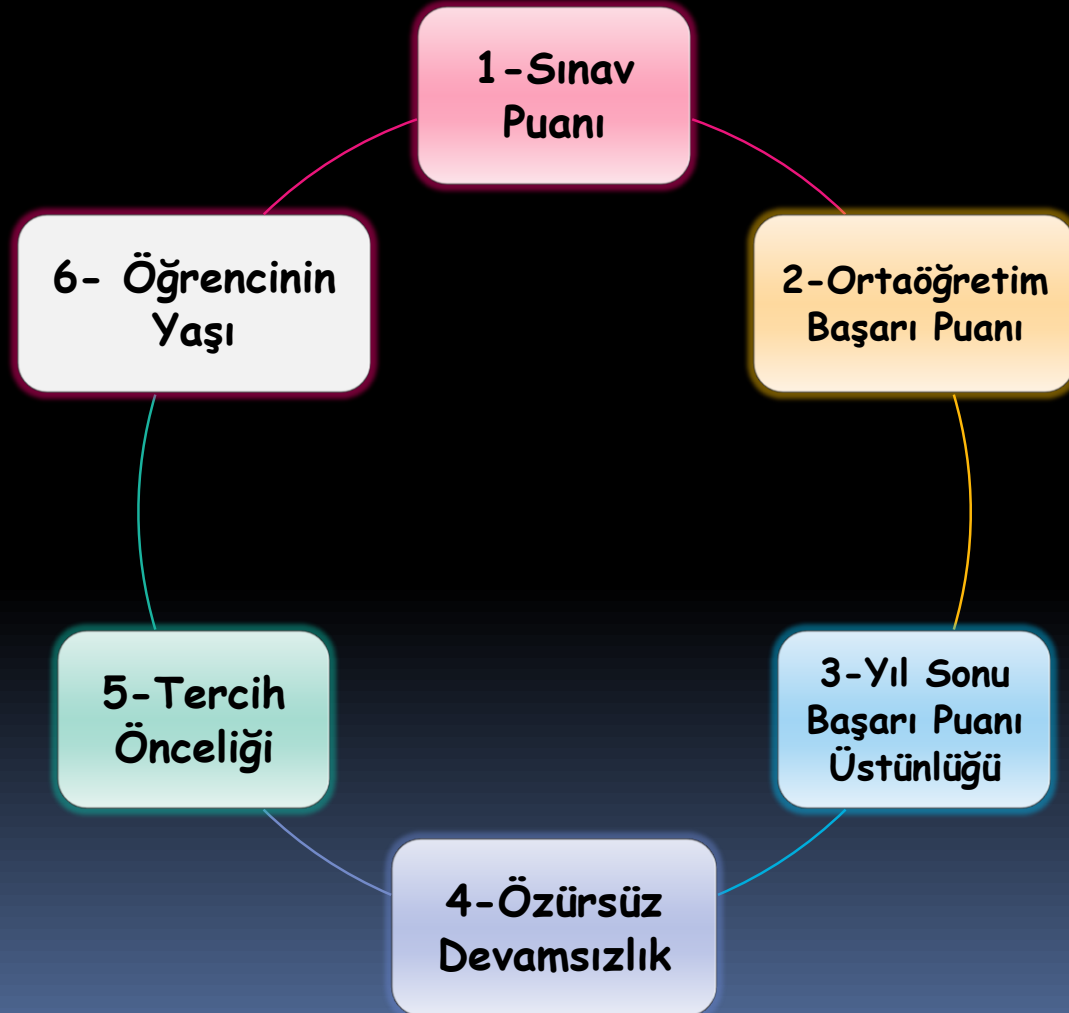 1-Sınav
Puanı
2-Ortaöğretim
Başarı Puanı
3-Yıl Sonu
Başarı Puanı
Üstünlüğü
4-Özürsüz
Devamsızlık
5-Tercih
Önceliği
6- Öğrencinin
Yaşı